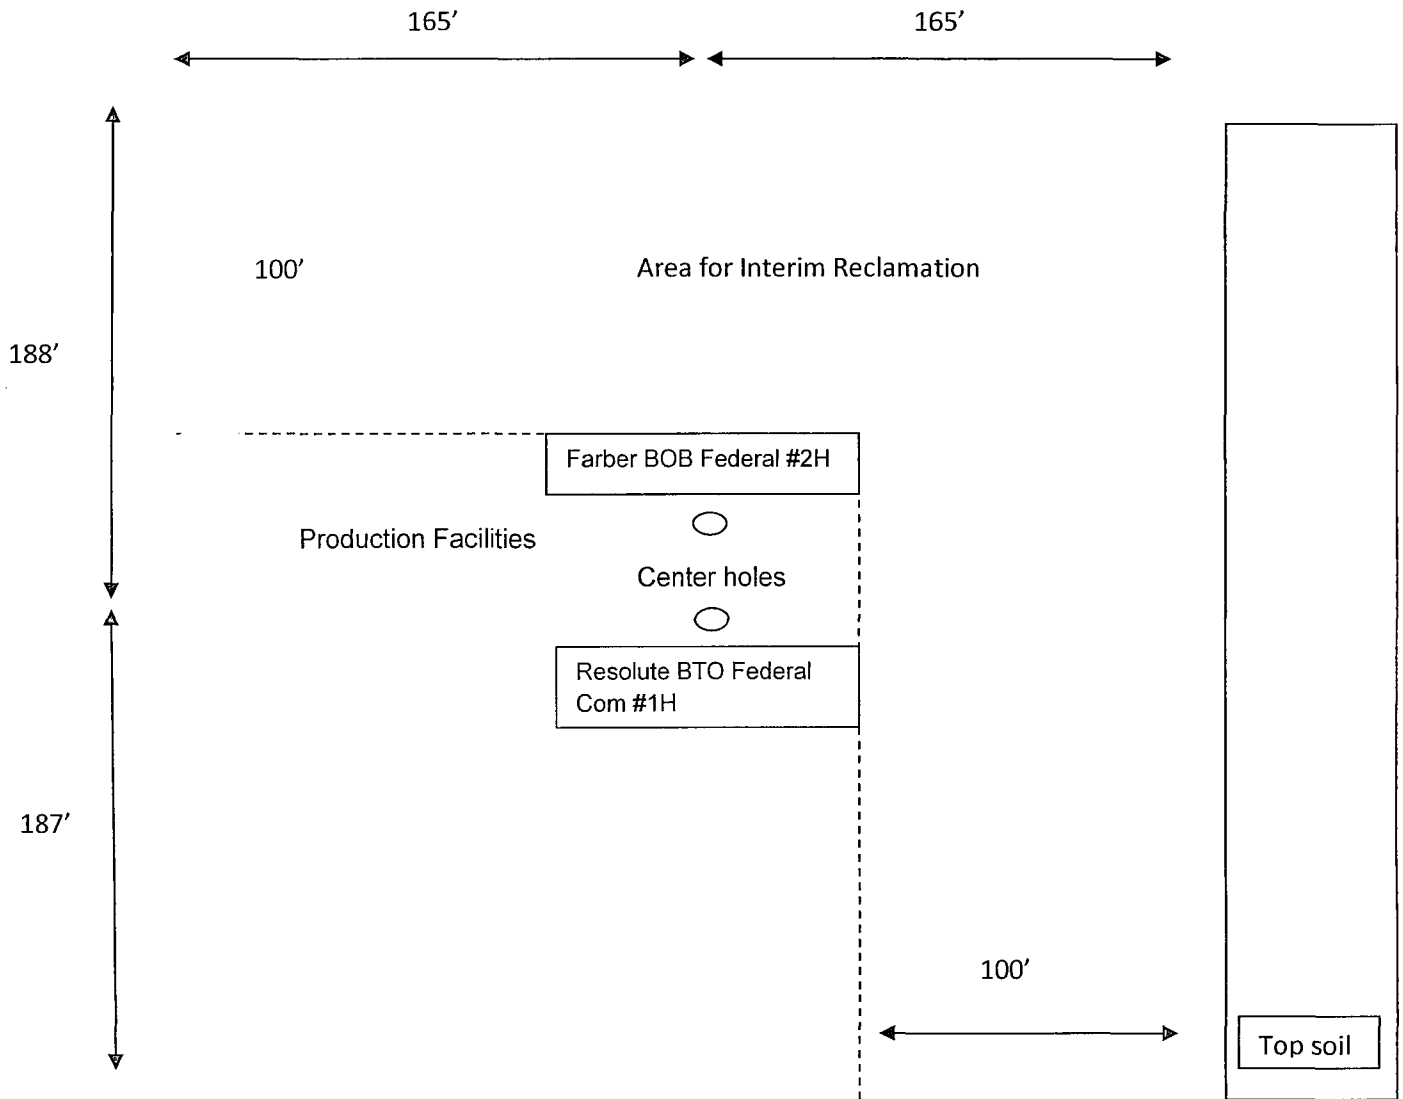 165’
165’
100’
Area for Interim Reclamation
188’
Farber BOB Federal #2H
Production Facilities
Center holes
Resolute BTO Federal
Com #1H
187’
100’
Top soil